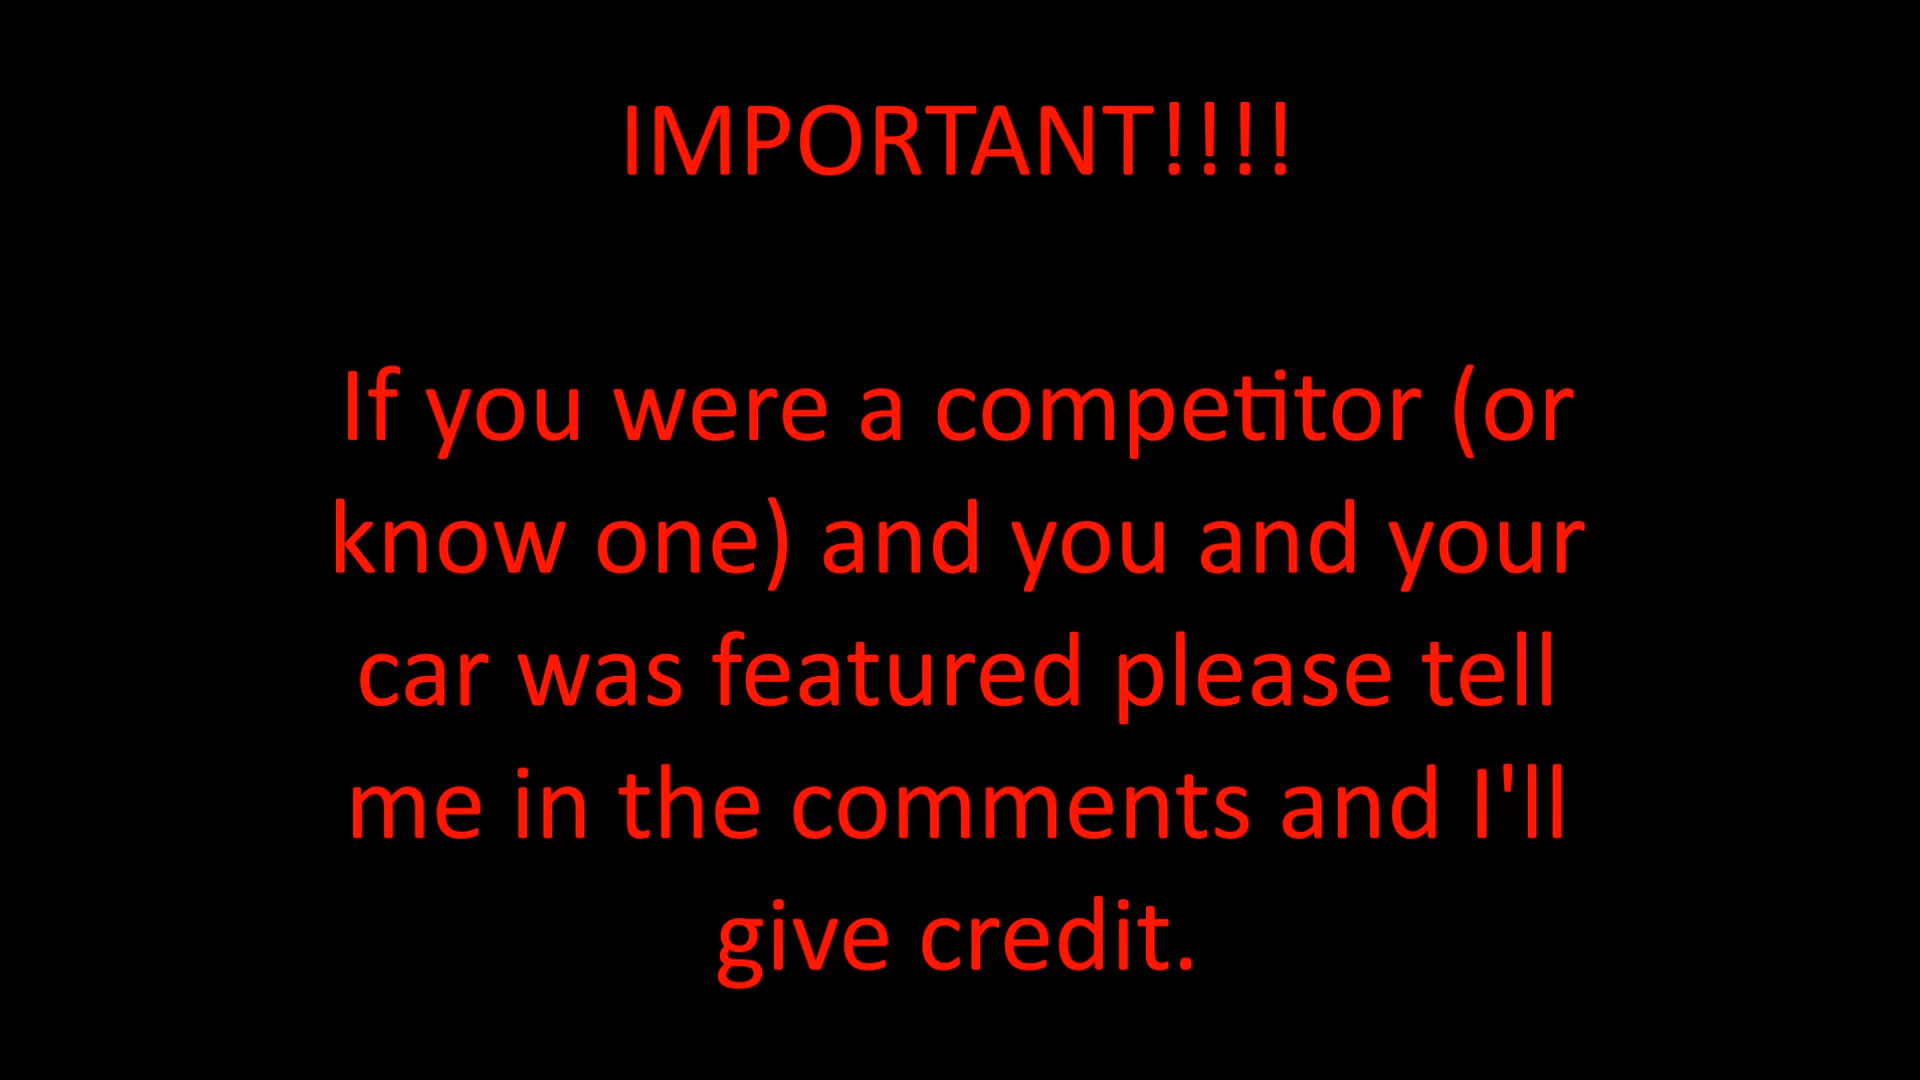 IMPORTANT!!!!
If you were a competitor (or
know one) and you and your
car was featured please tell
me in the comments and I'll
give credit.